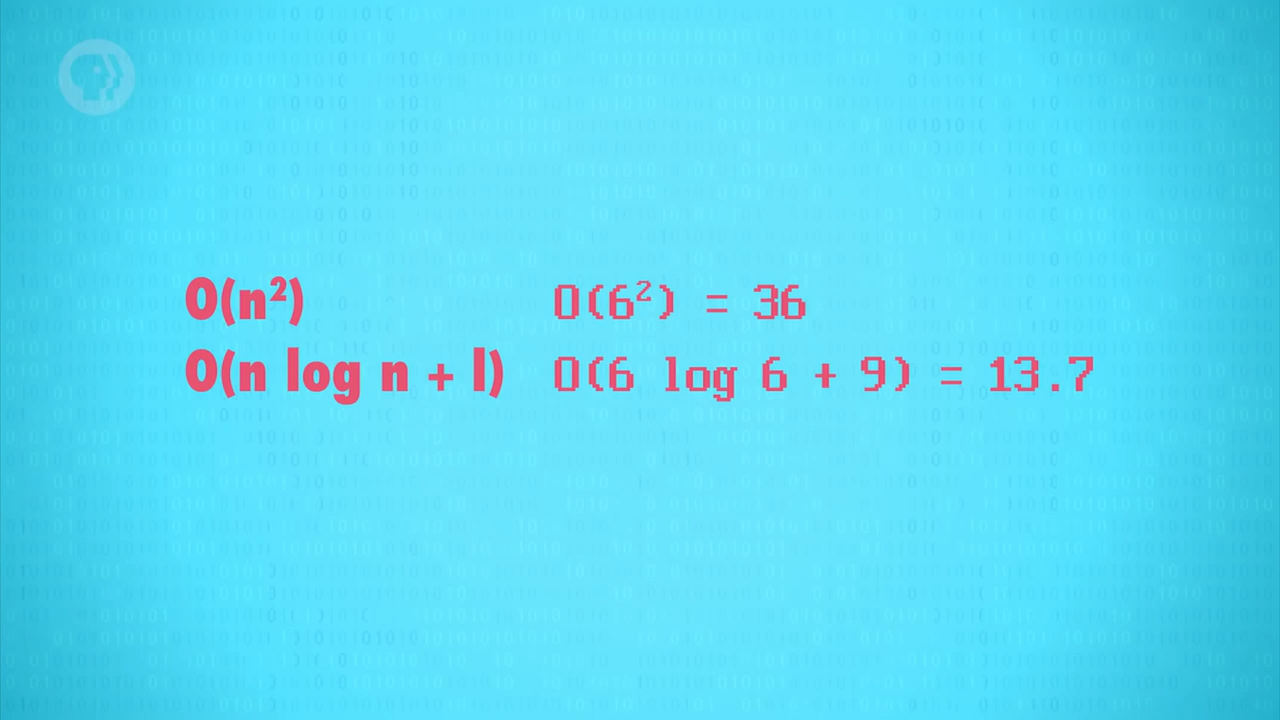 O(n²) O(6²) = 36
O(n log n + l) O(6 log 6 + 9) = 13.7